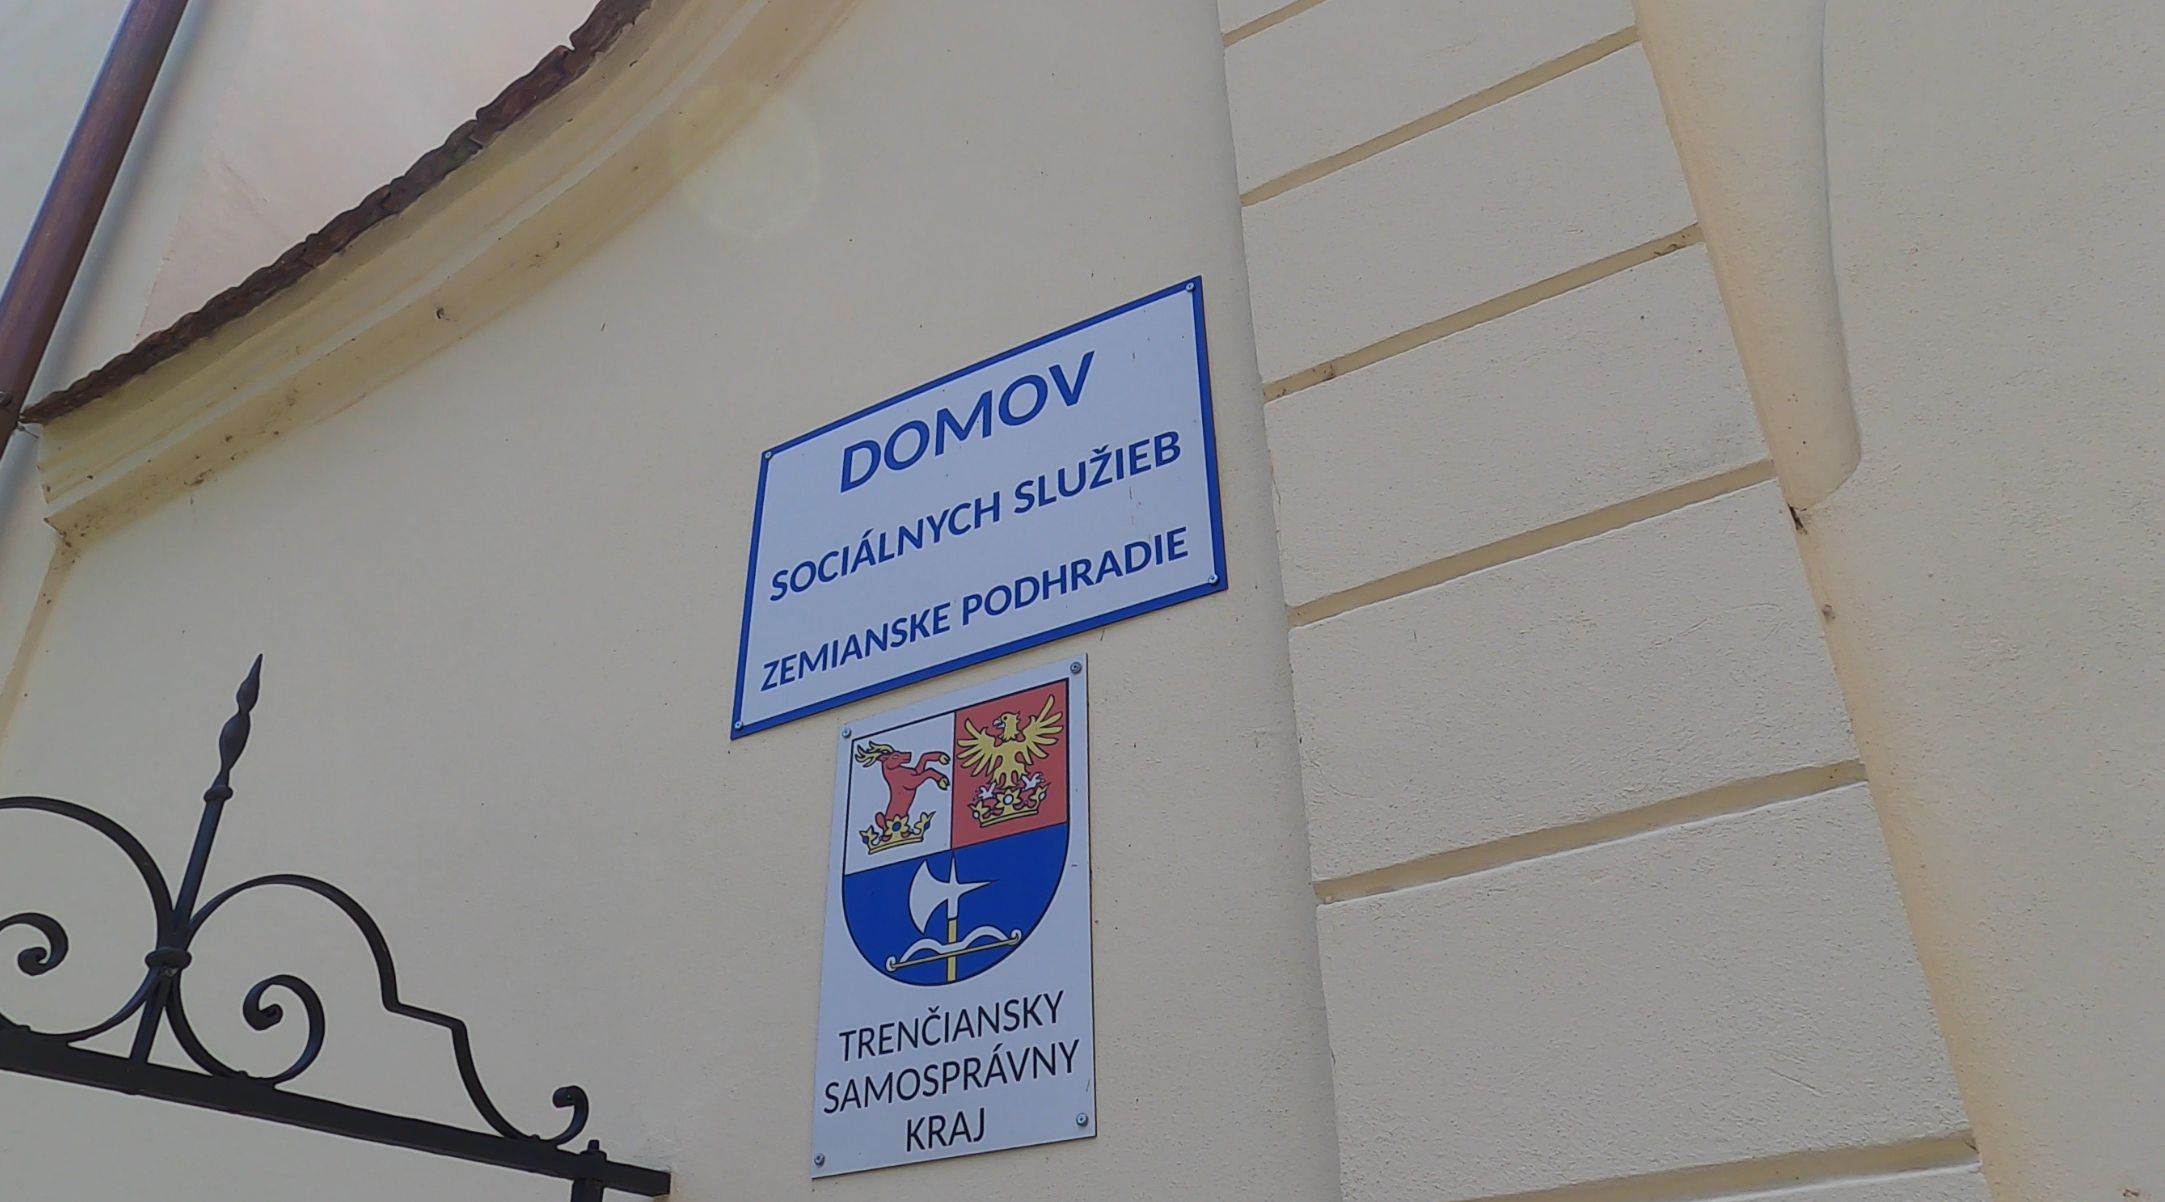 DOMOV
SOCIÁLNYCH SLUŽIEB
ZEMIANSKE PODHRADIE
TRENČIANSKY
SAMOSPRÁVNY
KRAJ